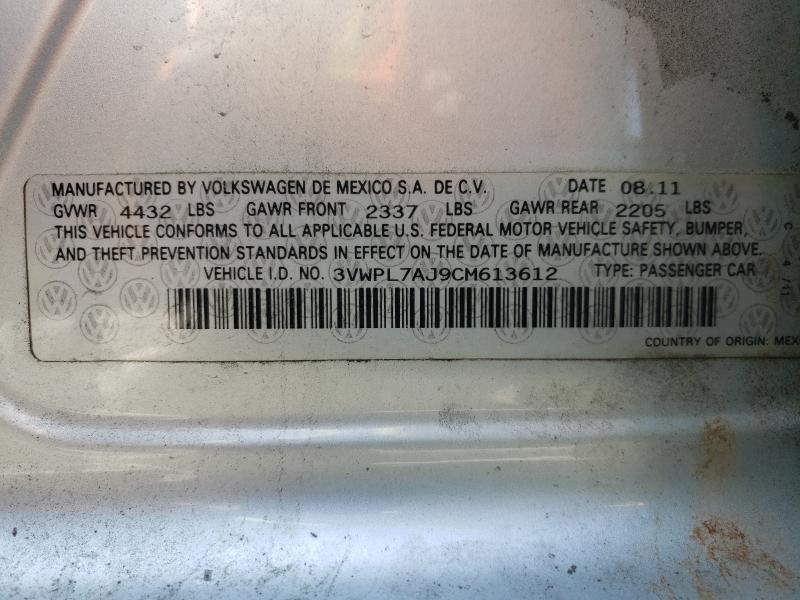 MANUFACTURED BY VOLKSWAGEN DE MEXICO S.A. DE C.V. DATE 08.11
GVWR 4432 LBS GAWR FRONT 2337 LBS GAWR REAR 2205 LBS
THIS VEHICLE CONFORMS TO ALL APPLICABLE U.S. FEDERAL MOTOR VEHICLE SAFETY, BUMPER,
AND THEFT PREVENTION STANDARDS IN EFFECT ON THE DATE OF MANUFACTURE SHOWN ABOVE.
VEHICLE I.D. NO. 3VWPL7AJ9CM613612 TYPE: PASSENGER CAR
COUNTRY OF ORIGIN: MEX